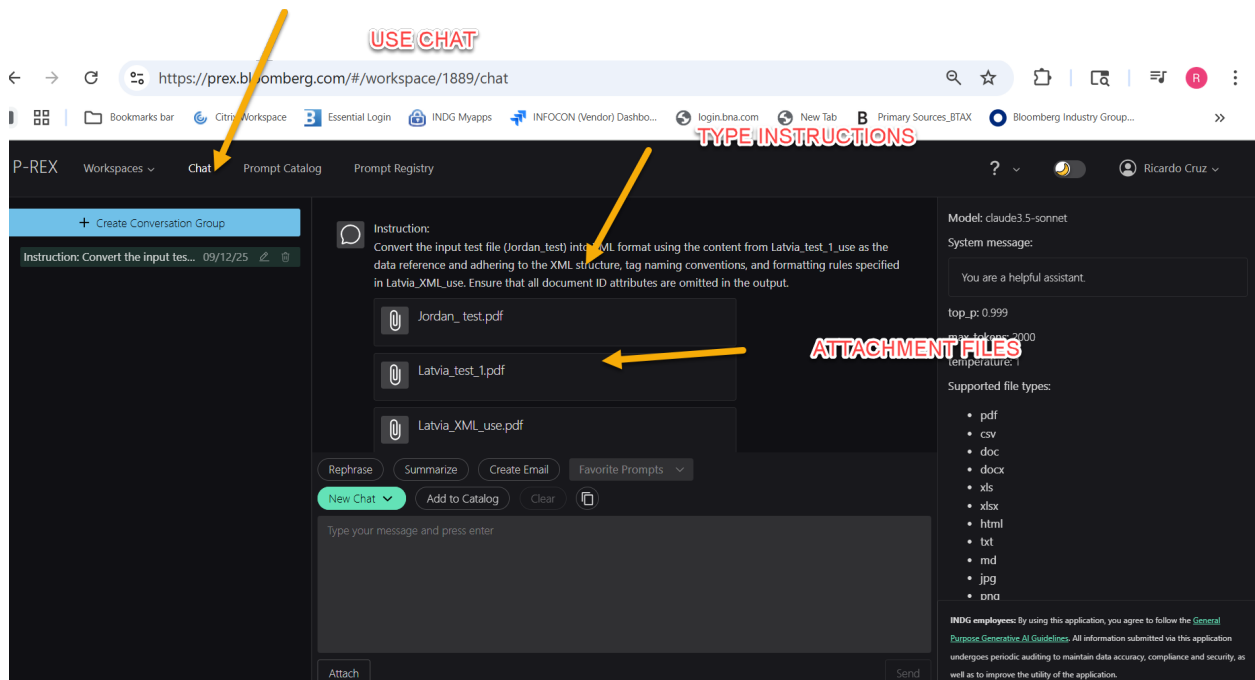 USE CHAT
https://prex.bloomberg.com/#/workspace/1889/chat
R
Bookmarks bar
Citrix Workspace
Essential Login
INDG Myapps
INFOCON (Vendor) Dashbo...
login.bna.com
New Tab
Primary Sources_BTAX
Bloomberg Industry Group...
TYPE INSTRUCTIONS
P-REX
Workspaces
Chat
Prompt Catalog
Prompt Registry
?
Ricardo Cruz
+ Create Conversation Group
Instruction: Convert the input tes... 09/12/25
Instruction:
Convert the input test file (Jordan_test) into XML format using the content from Latvia_test_1_use as the
data reference and adhering to the XML structure, tag naming conventions, and formatting rules specified
in Latvia_XML_use. Ensure that all document ID attributes are omitted in the output.
Jordan_ test.pdf
Latvia_test_1.pdf
Latvia_XML_use.pdf
ATTACHMENT FILES
Rephrase
Summarize
Create Email
Favorite Prompts
New Chat
Add to Catalog
Clear
Type your message and press enter
Attach
Send
Model: claude3.5-sonnet
System message:
You are a helpful assistant.
top_p: 0.999
max_tokens: 2000
temperature: 1
Supported file types:
• pdf
• csv
• doc
• docx
• xls
• xlsx
• html
• txt
• md
• jpg
• png
INDG employees: By using this application, you agree to follow the General
Purpose Generative AI Guidelines. All information submitted via this application
undergoes periodic auditing to maintain data accuracy, compliance and security, as
well as to improve the utility of the application.